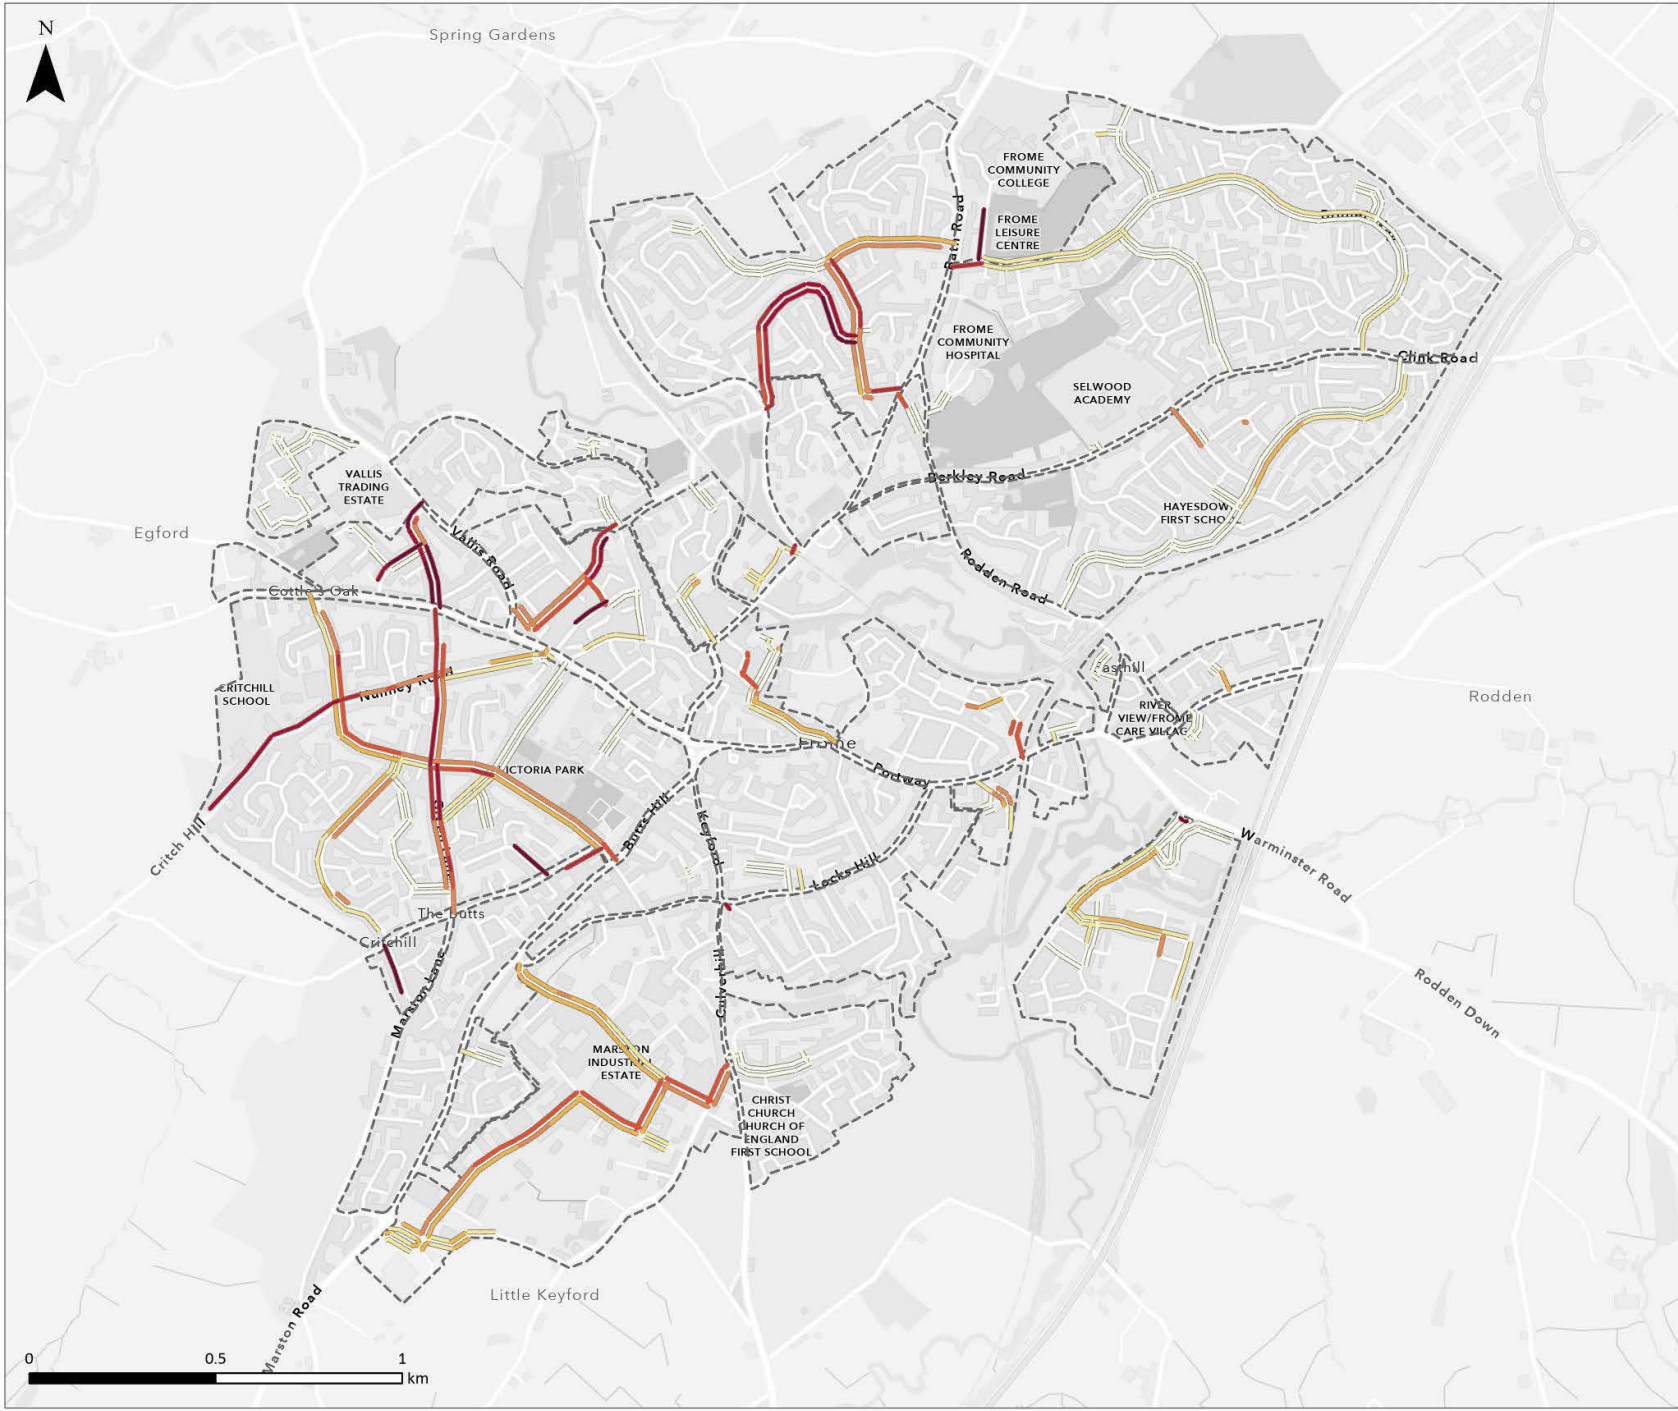 N
Spring Gardens
FROME
COMMUNITY
COLLEGE
FROME
LEISURE
CENTRE
Bath Road
FROME
COMMUNITY
HOSPITAL
Clink Road
SELWOOD
ACADEMY
Berkley Road
HAYESDOWN
FIRST SCHO
VALLIS
TRADING
ESTATE
Egford
Vallis Road
Cottle's Oak
Rodden Road
Easthill
Rodden
CRITCHILL
SCHOOL
Nunney Road
RIVER
VIEW/FROME
CARE VILLAG
Frome
Portway
VICTORIA PARK
Critch Hill
Butts Hill
Keyford
Locks Hill
Warminster Road
The Butts
Critchill
Marston Lane
Culverhill
Rodden Down
MARSTON
INDUSTRIAL
ESTATE
CHRIST
CHURCH
CHURCH OF
ENGLAND
FIRST SCHOOL
Little Keyford
Marston Road
0 0.5 1
km